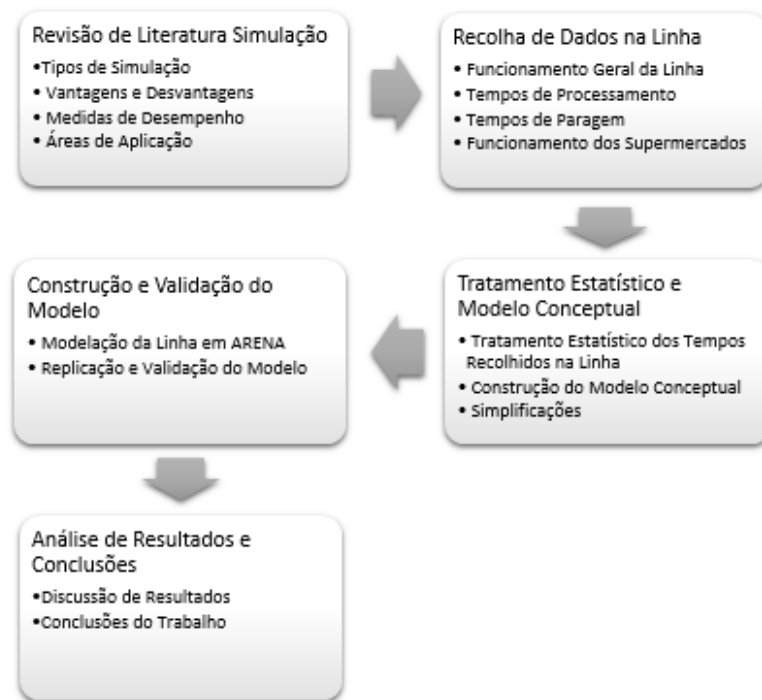 Revisão de Literatura Simulação
•Tipos de Simulação
• Vantagens e Desvantagens
• Medidas de Desempenho
• Áreas de Aplicação
Recolha de Dados na Linha
• Funcionamento Geral da Linha
• Tempos de Processamento
• Tempos de Paragem
• Funcionamento dos Supermercados
Tratamento Estatístico e
Modelo Conceptual
• Tratamento Estatístico dos Tempos
Recolhidos na Linha
• Construção do Modelo Conceptual
• Simplificações
Construção e Validação do
Modelo
• Modelação da Linha em ARENA
• Replicação e Validação do Modelo
Análise de Resultados e
Conclusões
•Discussão de Resultados
•Conclusões do Trabalho